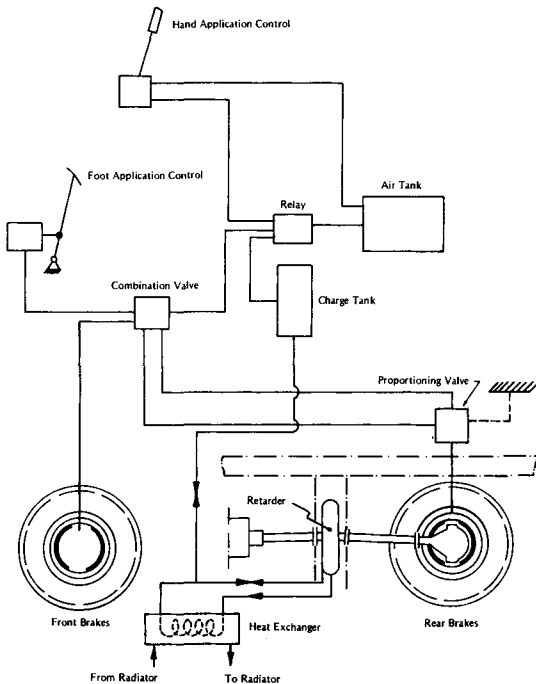 Hand Application Control
Foot Application Control
Relay
Air Tank
Combination Valve
Charge Tank
Proportioning Valve
Retarder
Front Brakes
Heat Exchanger
Rear Brakes
From Radiator
To Radiator